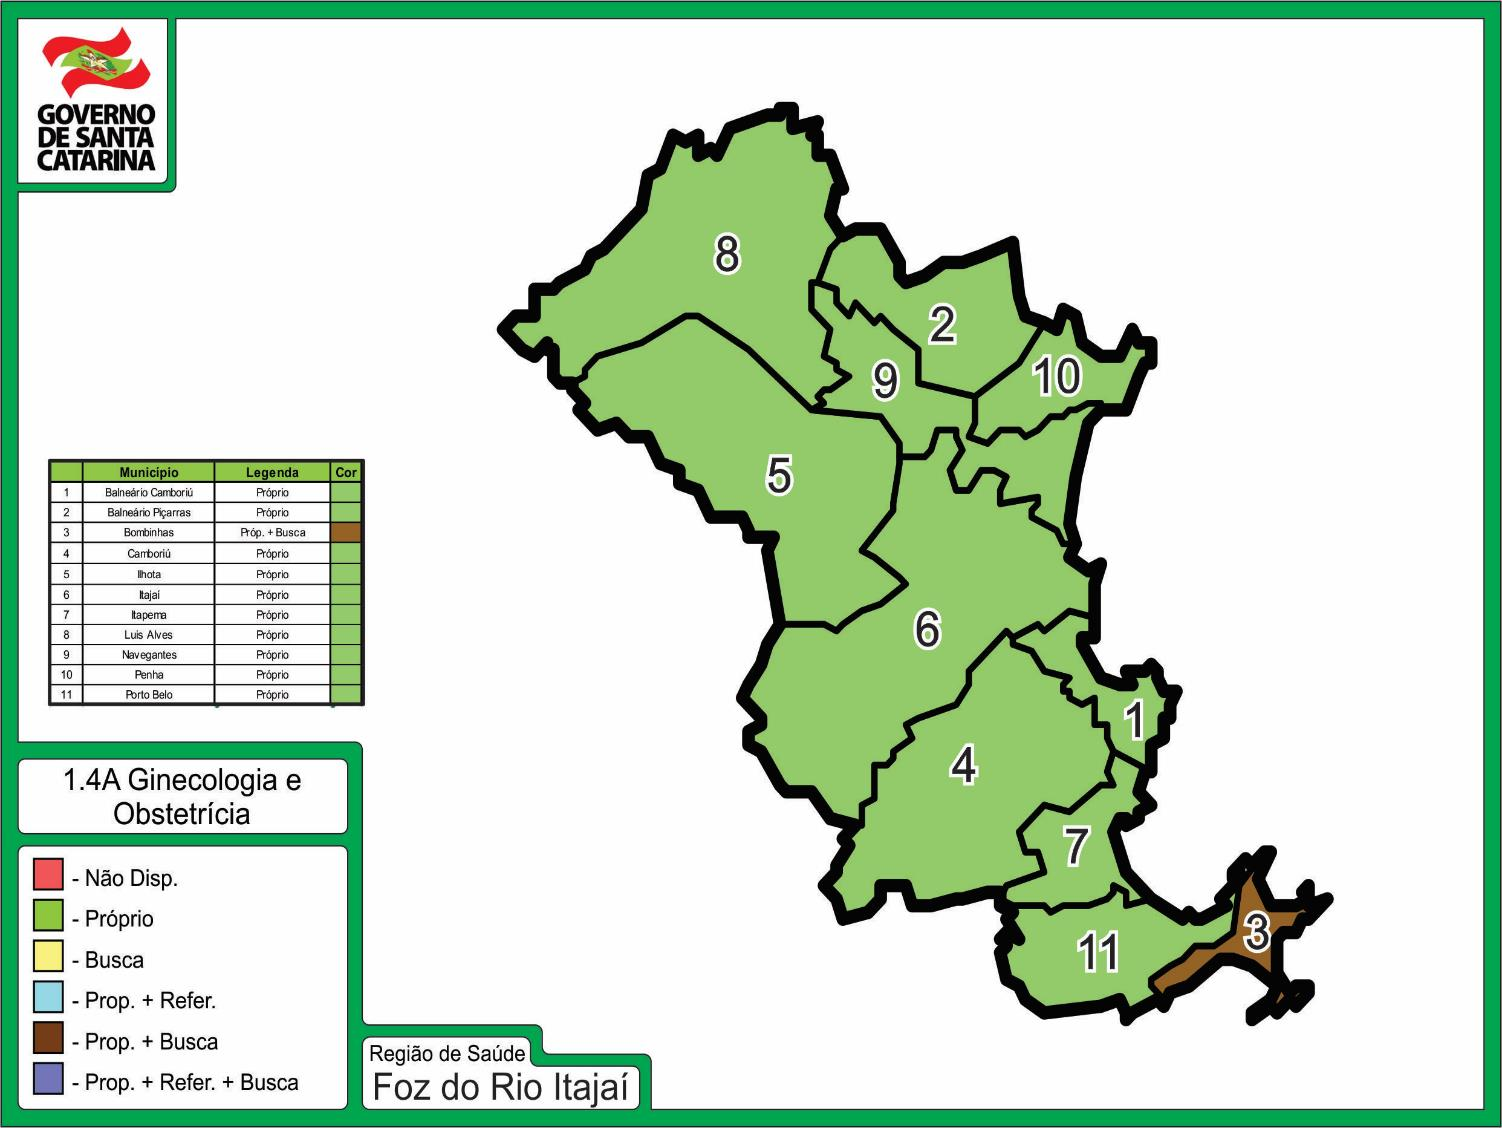 GOVERNO
DE SANTA
CATARINA
8
2
10
9
5
6
1
4
7
3
11
Município Legenda Cor
1 Balneário Camboriú Próprio
2 Balneário Piçarras Próprio
3 Bombinhas Próp. + Busca
4 Camboriú Próprio
5 Ilhota Próprio
6 Itajaí Próprio
7 Itapema Próprio
8 Luis Alves Próprio
9 Navegantes Próprio
10 Penha Próprio
11 Porto Belo Próprio
1.4A Ginecologia e
Obstetrícia
- Não Disp.
- Próprio
- Busca
- Prop. + Refer.
- Prop. + Busca
- Prop. + Refer. + Busca
Região de Saúde
Foz do Rio Itajaí